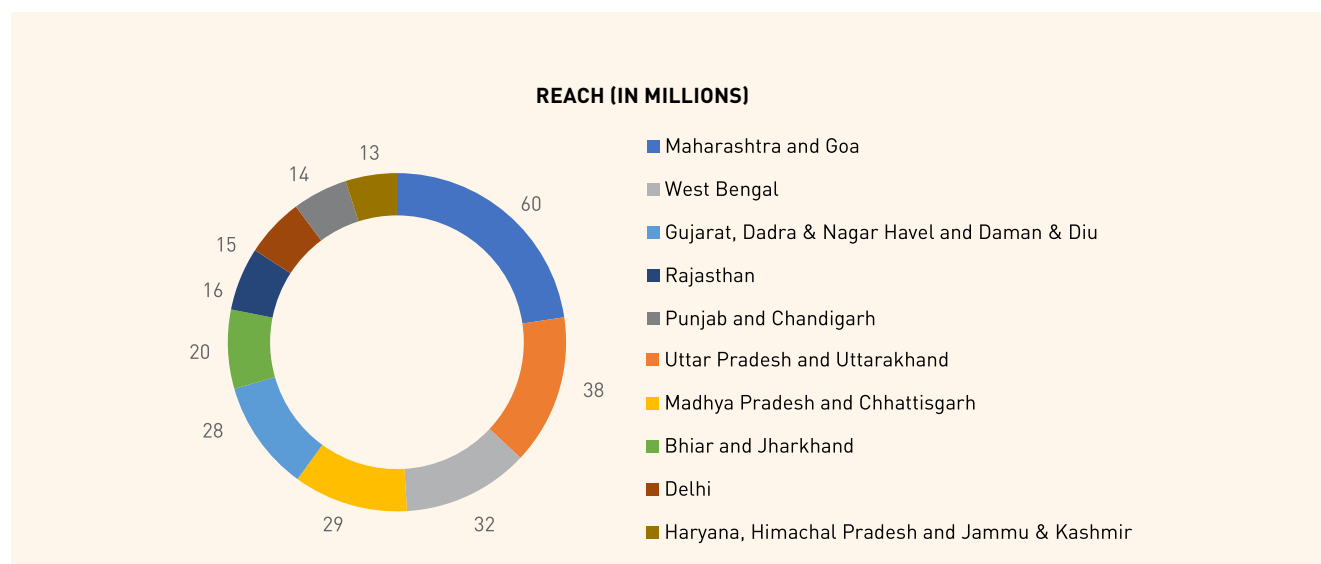 REACH (IN MILLIONS)
13
14
60
15
16
20
38
28
29
32
Maharashtra and Goa
West Bengal
Gujarat, Dadra & Nagar Havel and Daman & Diu
Rajasthan
Punjab and Chandigarh
Uttar Pradesh and Uttarakhand
Madhya Pradesh and Chhattisgarh
Bhiar and Jharkhand
Delhi
Haryana, Himachal Pradesh and Jammu & Kashmir